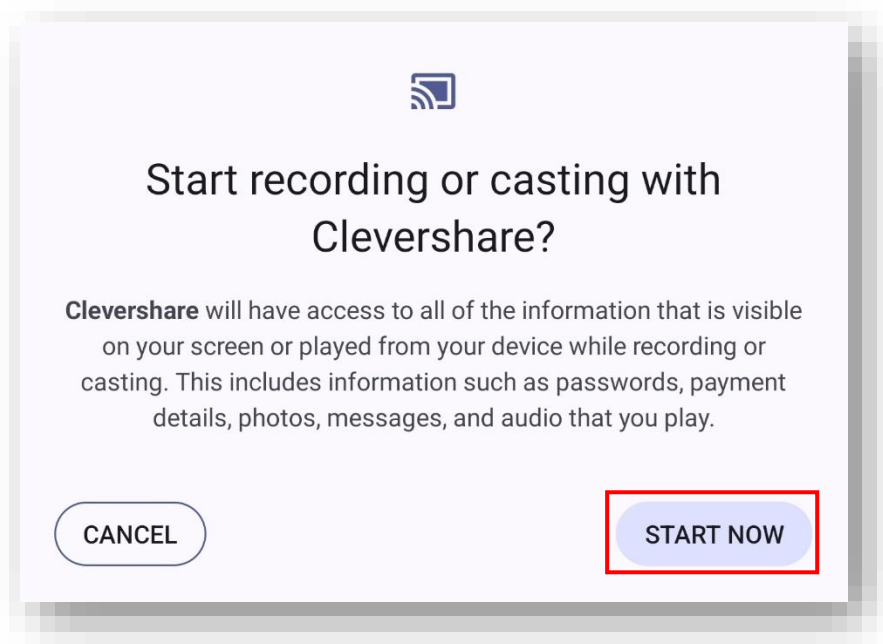 Start recording or casting with
Clevershare?
Clevershare will have access to all of the information that is visible
on your screen or played from your device while recording or
casting. This includes information such as passwords, payment
details, photos, messages, and audio that you play.
CANCEL
START NOW